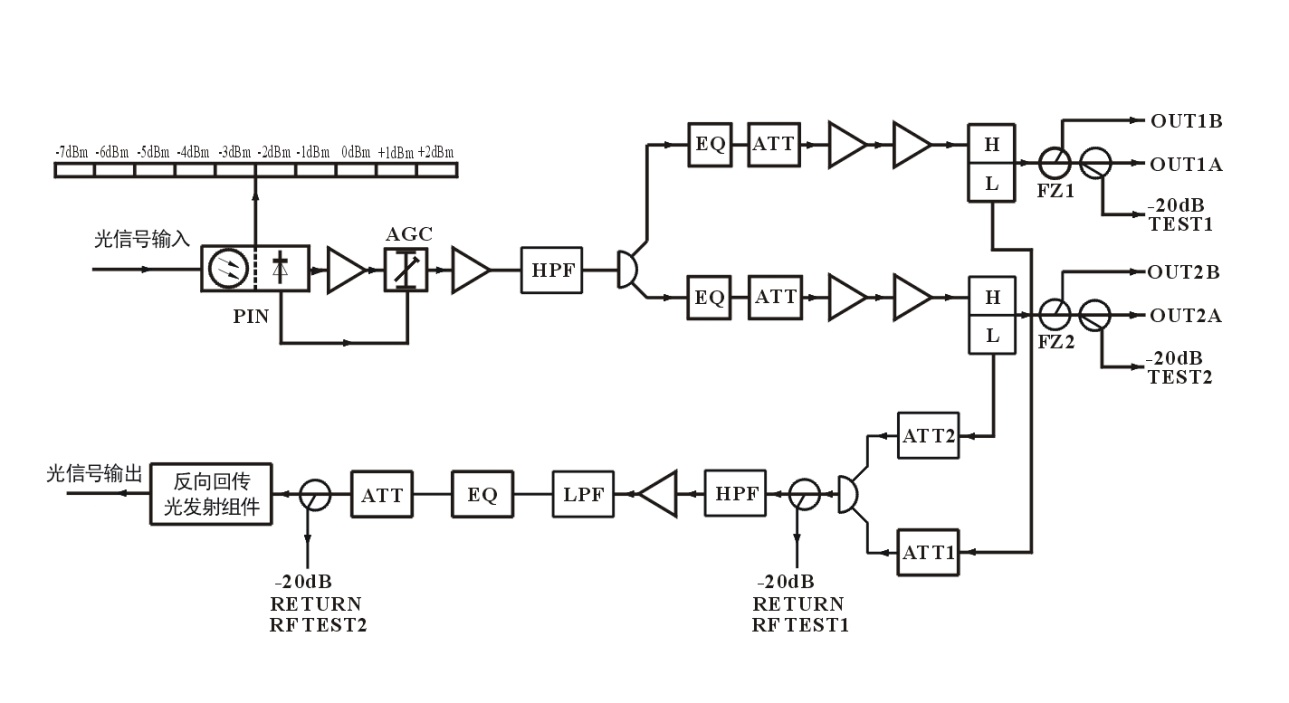 -7dBm -6dBm -5dBm -4dBm -3dBm -2dBm -1dBm 0dBm +1dBm +2dBm
光信号输入
PIN
AGC
HPF
EQ
ATT
H
L
FZ1
OUT1B
OUT1A
-20dB
TEST1
EQ
ATT
H
L
FZ2
OUT2B
OUT2A
-20dB
TEST2
光信号输出
反向回传
光发射组件
ATT
EQ
LPF
HPF
ATT2
ATT1
-20dB
RETURN
RF TEST2
-20dB
RETURN
RF TEST1